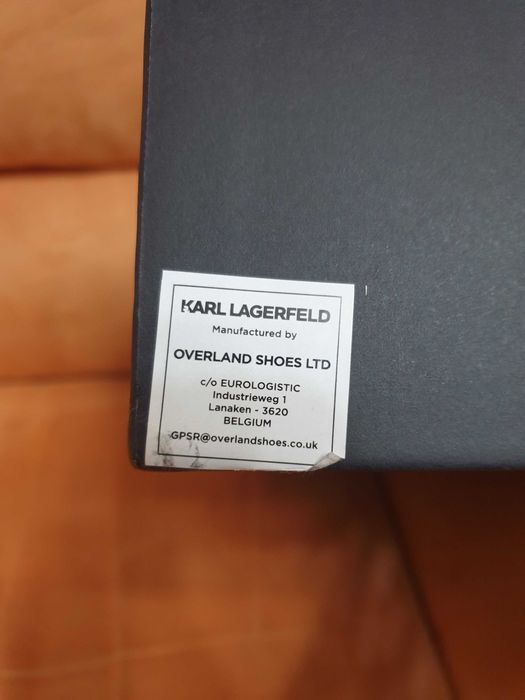 KARL LAGERFELD
Manufactured by
OVERLAND SHOES LTD
c/o EUROLOGISTIC
Industrieweg 1
Lanaken - 3620
BELGIUM
GPSR@overlandshoes.co.uk